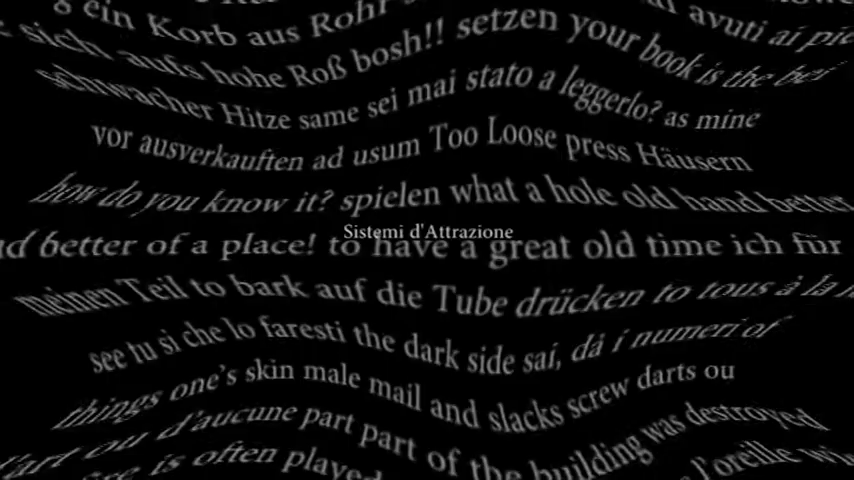 ein Korb aus Rohr avuti ai
sich aufs hohe Roß bosh!! setzen your book is the bei
schwacher Hitze same sei mai stato a leggerlo? as mine
vor ausverkauften ad usum Too Loose press Häusern
how do you know it? spielen what a hole old hand better
Sistemi d'Attrazione
better of a place! to have a great old time ich für
meinen Teil to bark auf die Tube drücken to tous à la
see tu si che lo faresti the dark side sai, dá i numeri of
things one's skin male mail and slacks screw darts ou
d'art ou d'aucune part part of the building was destroyed
is often played l'oreille